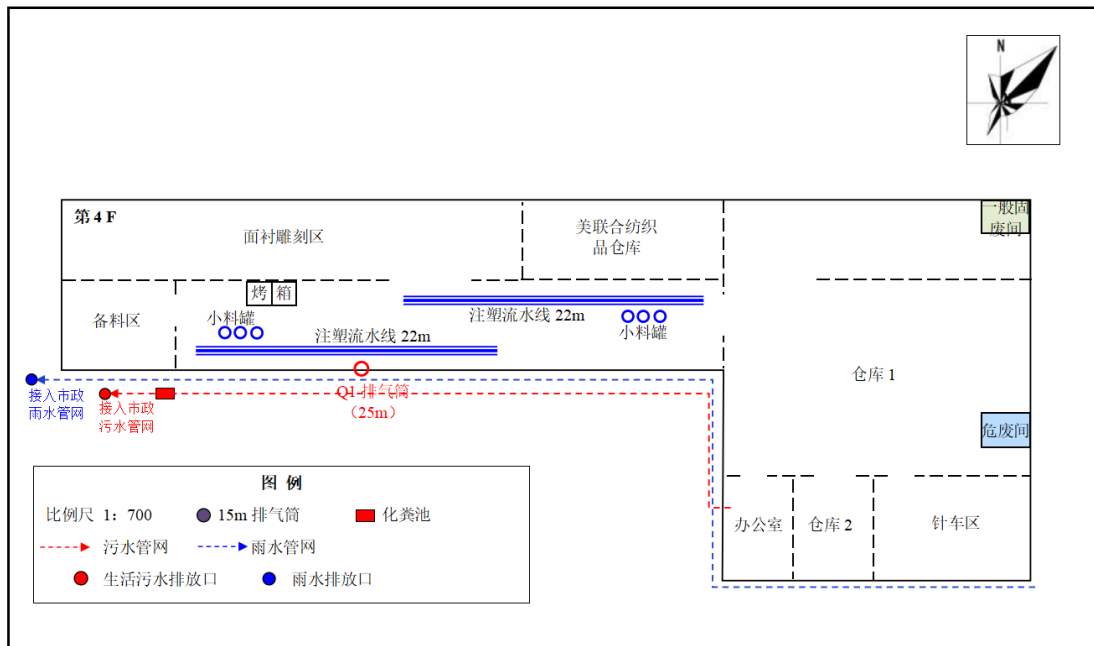 N
第 4 F
面衬雕刻区
美联合纺织
品仓库
一般固
废间
备料区
烤 箱
小料罐
注塑流水线 22m
注塑流水线 22m
小料罐
仓库 1
接入市政
雨水管网
接入市政
污水管网
Q1 排气筒
（25m）
危废间
办公室
仓库 2
针车区
图 例
比例尺 1：700
15m 排气筒
化粪池
污水管网
雨水管网
生活污水排放口
雨水排放口